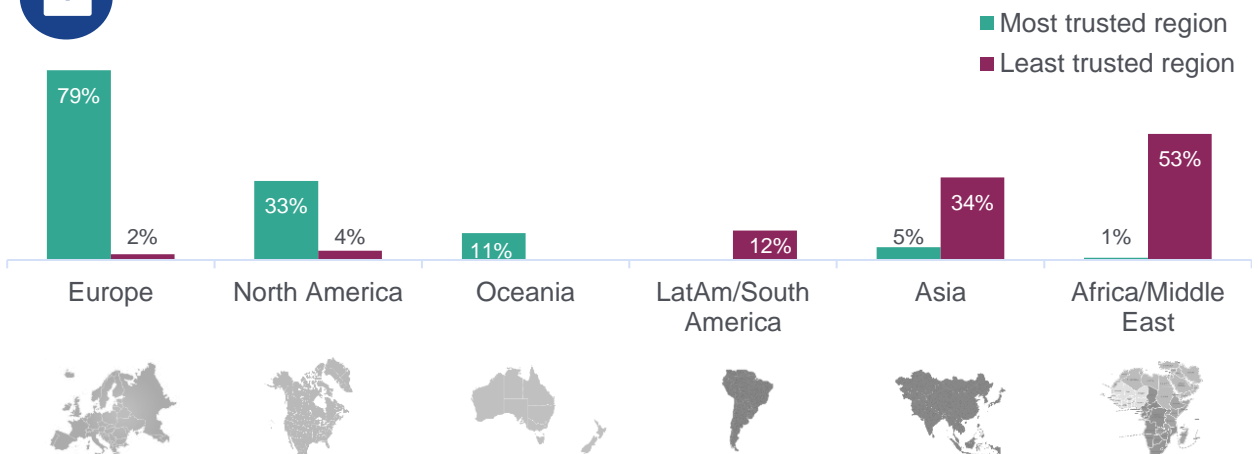 Most trusted region
Least trusted region
79%
2%
33%
4%
11%
12%
5%
34%
1%
53%
Europe
North America
Oceania
LatAm/South
America
Asia
Africa/Middle
East